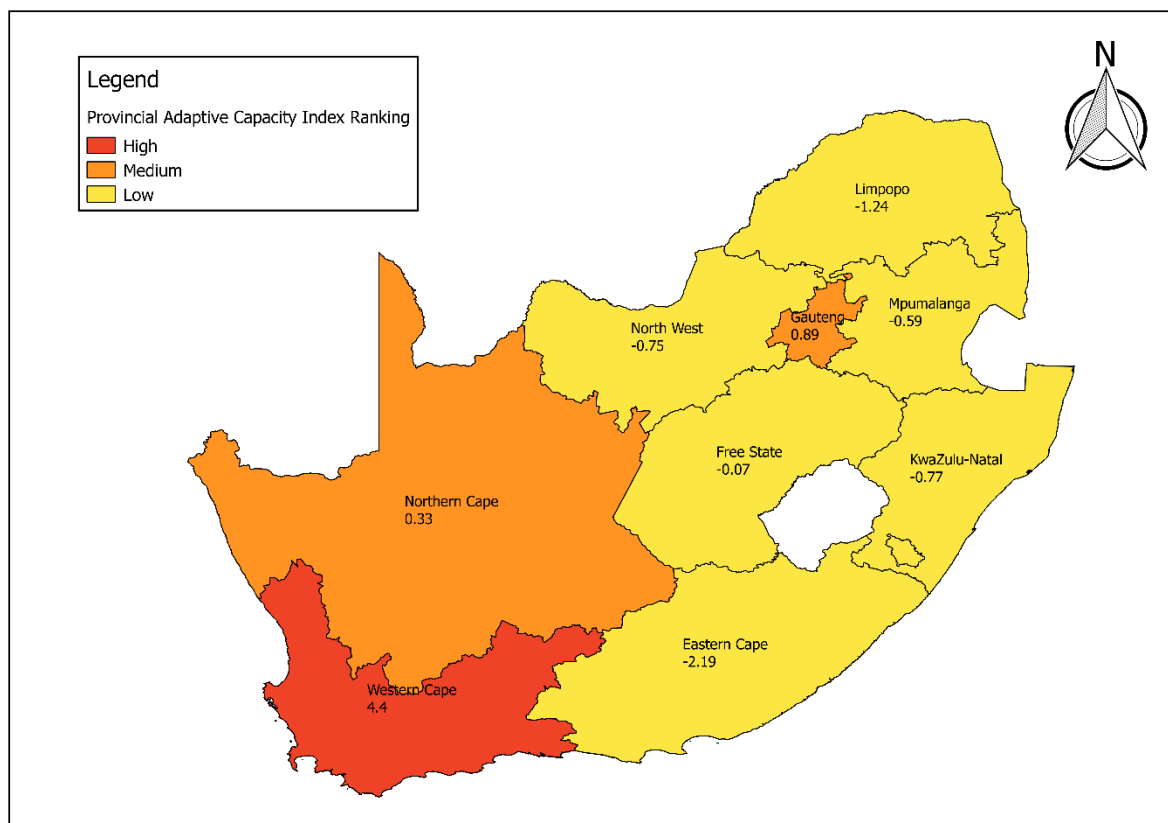 N
Legend
Provincial Adaptive Capacity Index Ranking
High
Medium
Low
Limpopo
-1.24
Mpumalanga
-0.59
Gauteng
0.89
North West
-0.75
Free State
-0.07
KwaZulu-Natal
-0.77
Northern Cape
0.33
Eastern Cape
-2.19
Western Cape
4.4